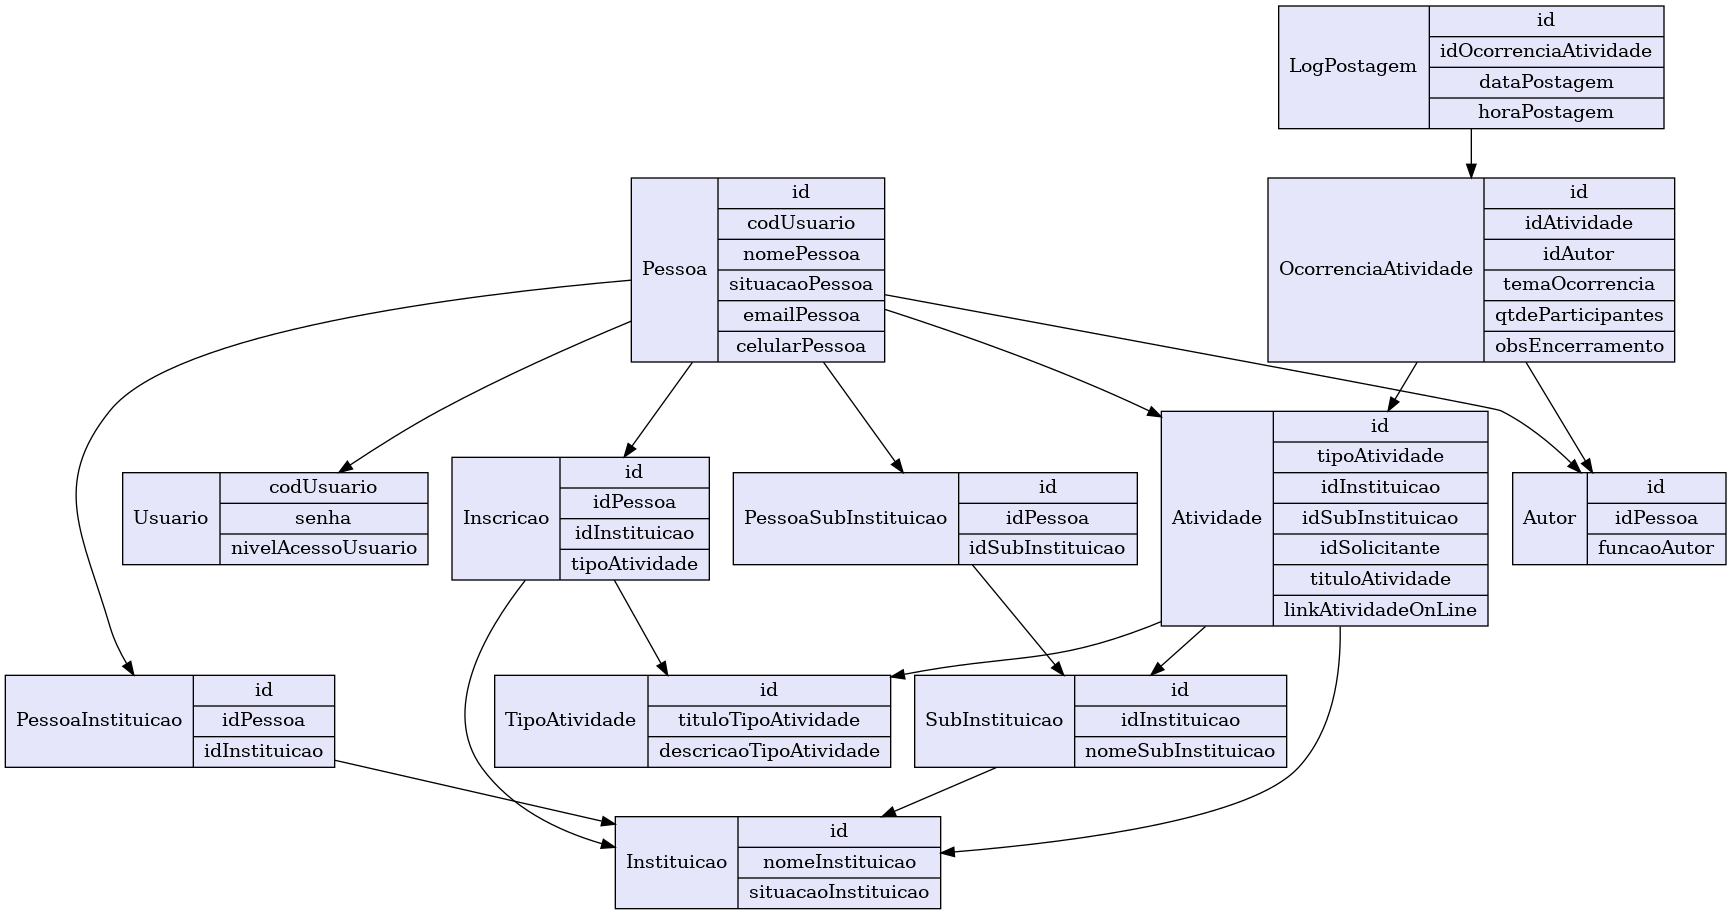 LogPostagem
id
idOcorrenciaAtividade
dataPostagem
horaPostagem
Pessoa
id
codUsuario
nomePessoa
situacaoPessoa
emailPessoa
celularPessoa
OcorrenciaAtividade
id
idAtividade
idAutor
temaOcorrencia
qtdeParticipantes
obsEncerramento
Usuario
codUsuario
senha
nivelAcessoUsuario
Inscricao
id
idPessoa
idInstituicao
tipoAtividade
PessoaSubInstituicao
id
idPessoa
idSubInstituicao
Atividade
id
tipoAtividade
idInstituicao
idSubInstituicao
idSolicitante
tituloAtividade
linkAtividadeOnLine
Autor
id
idPessoa
funcaoAutor
PessoaInstituicao
id
idPessoa
idInstituicao
TipoAtividade
id
tituloTipoAtividade
descricaoTipoAtividade
SubInstituicao
id
idInstituicao
nomeSubInstituicao
Instituicao
id
nomeInstituicao
situacaoInstituicao